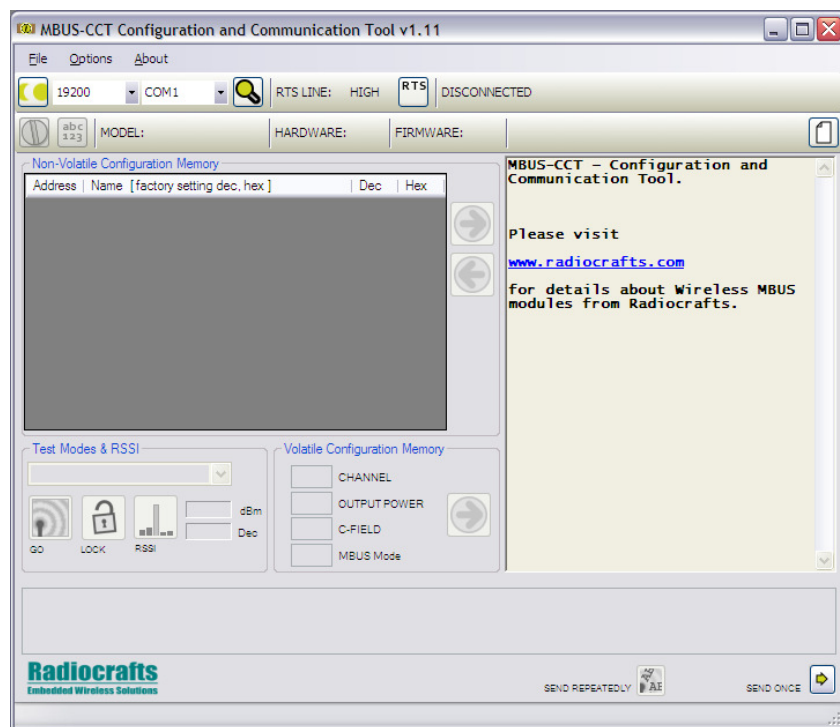 MBUS-CCT Configuration and Communication Tool v1.11
File Options About
19200 COM1 RTS LINE: HIGH RTS DISCONNECTED
abc
123
MODEL: HARDWARE: FIRMWARE:
Non-Volatile Configuration Memory
Address Name [factory setting dec, hex ] Dec Hex
MBUS-CCT – Configuration and
Communication Tool.
Please visit
www.radiocrafts.com
for details about Wireless MBUS
modules from Radiocrafts.
Test Modes & RSSI
dBm
Dec
GO LOCK RSSI
Volatile Configuration Memory
CHANNEL
OUTPUT POWER
C-FIELD
MBUS Mode
Radiocrafts
Embedded Wireless Solutions
SEND REPEATEDLY AE SEND ONCE